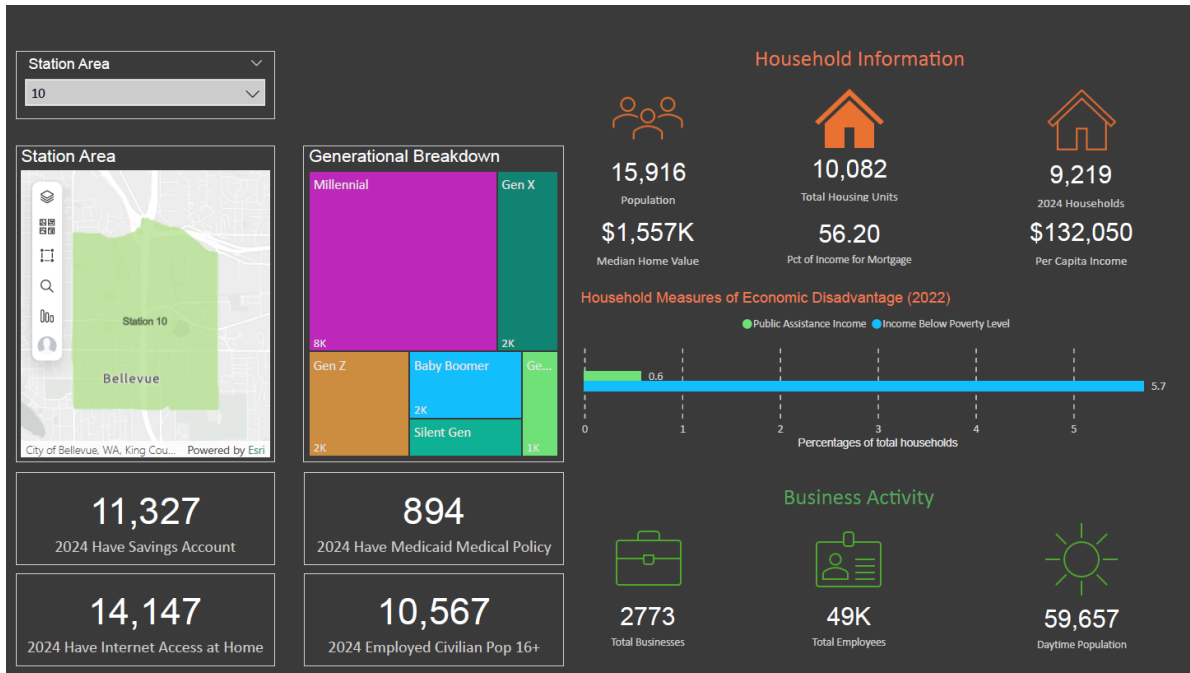 Station Area
10
Station Area
Station 10
Bellevue
City of Bellevue, WA, King Cou... Powered by Esri
Generational Breakdown
Millennial
8K
Gen X
2K
Gen Z
2K
Baby Boomer
2K
Silent Gen
Ge...
1K
11,327
2024 Have Savings Account
894
2024 Have Medicaid Medical Policy
14,147
2024 Have Internet Access at Home
10,567
2024 Employed Civilian Pop 16+
Household Information
15,916
Population
10,082
Total Housing Units
9,219
2024 Households
$1,557K
Median Home Value
56.20
Pct of Income for Mortgage
$132,050
Per Capita Income
Household Measures of Economic Disadvantage (2022)
Public Assistance Income Income Below Poverty Level
0.6
5.7
0 1 2 3 4 5
Percentages of total households
Business Activity
2773
Total Businesses
49K
Total Employees
59,657
Daytime Population